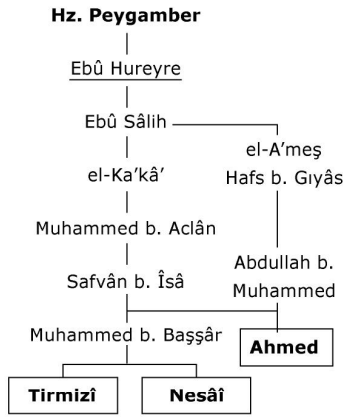 Hz. Peygamber
Ebû Hureyre
Ebû Sâlih
el-A’meş
el-Ka’kâ’
Hafs b. Gıyâs
Muhammed b. Aclân
Abdullah b.
Safvân b. Îsâ
Muhammed
Muhammed b. Başşâr
Ahmed
Tirmizî
Nesâî